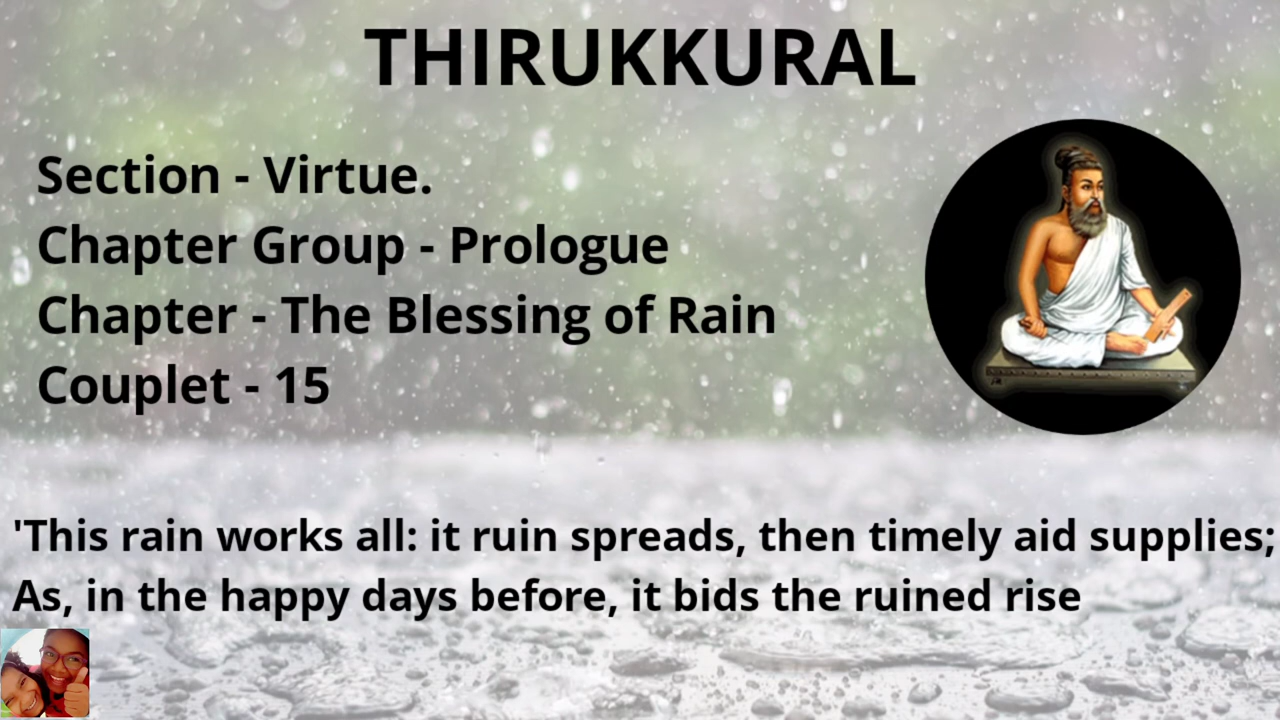 THIRUKKURAL
Section - Virtue.
Chapter Group - Prologue
Chapter - The Blessing of Rain
Couplet - 15
'This rain works all: it ruin spreads, then timely aid supplies;
As, in the happy days before, it bids the ruined rise